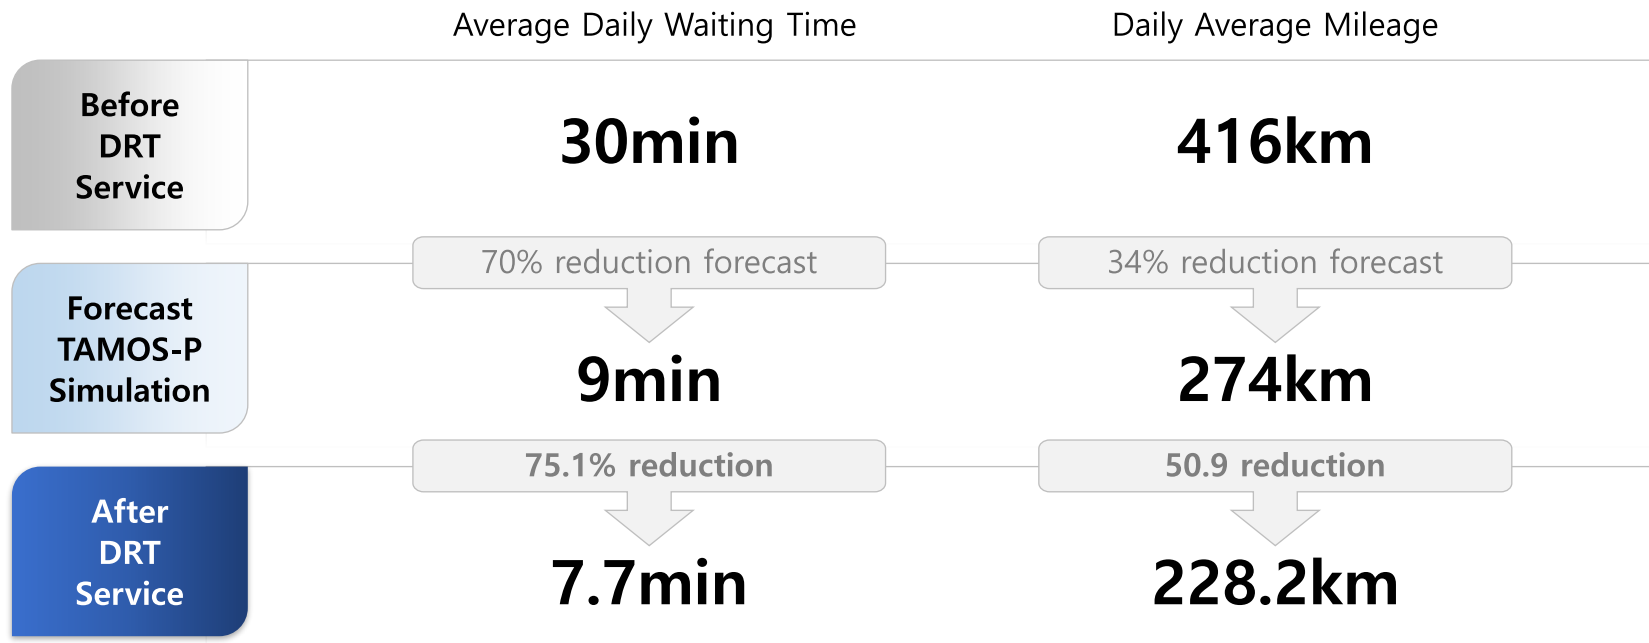 Average Daily Waiting Time
Daily Average Mileage
Before
DRT
Service
30min
416km
70% reduction forecast
34% reduction forecast
Forecast
TAMOS-P
Simulation
9min
274km
75.1% reduction
50.9 reduction
After
DRT
Service
7.7min
228.2km